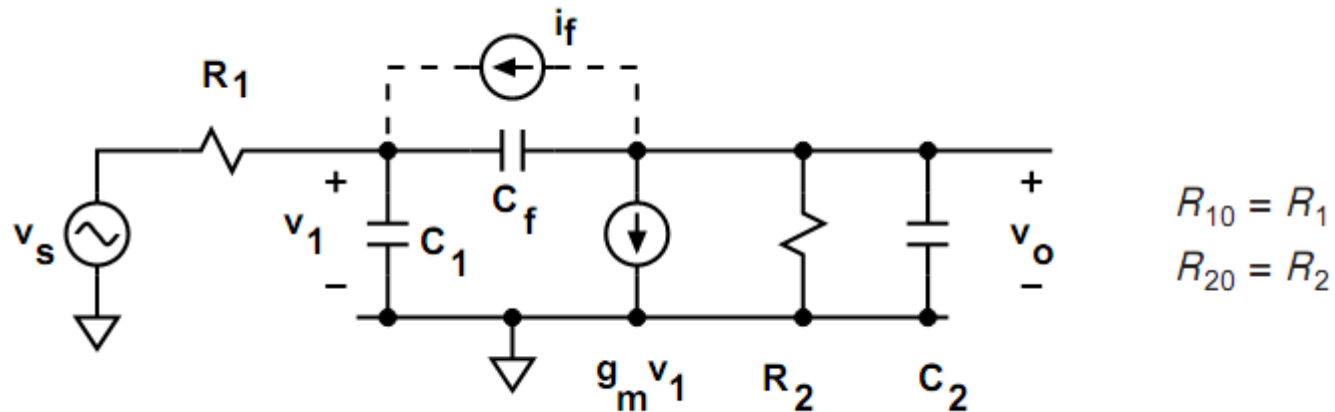 i_f
R_1
+
v_1
−
C_1
C_f
v_s
+
v_o
−
R_10 = R_1
R_20 = R_2
g_m v_1
R_2
C_2